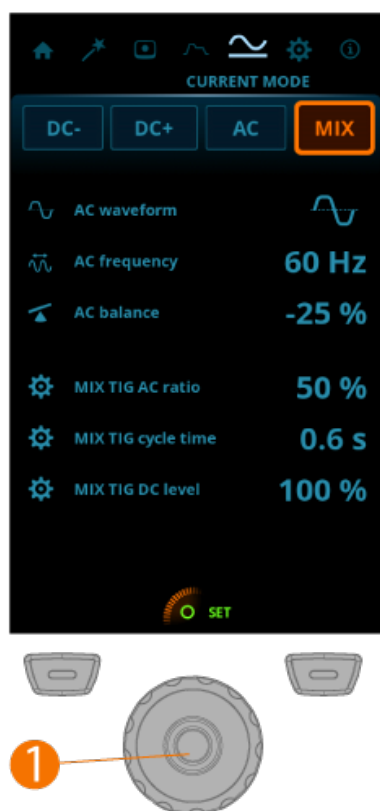 CURRENT MODE
DC- DC+ AC MIX
AC waveform
AC frequency 60 Hz
AC balance -25 %
MIX TIG AC ratio 50 %
MIX TIG cycle time 0.6 s
MIX TIG DC level 100 %
SET
1